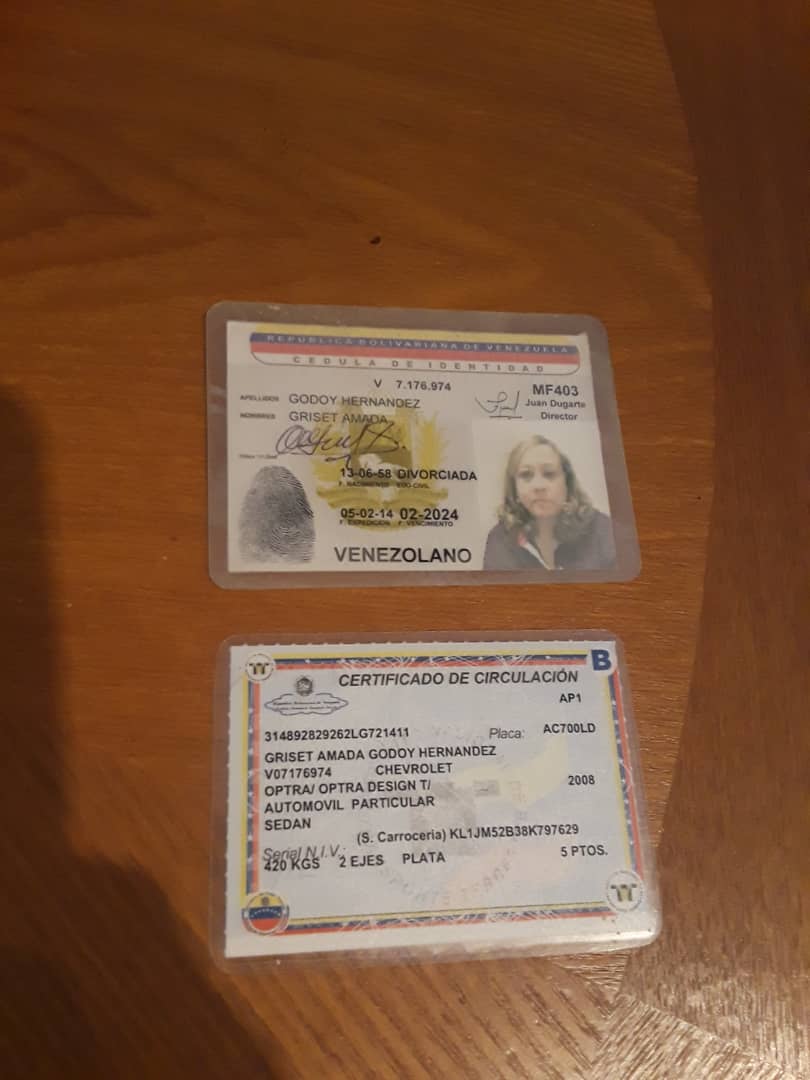 REPUBLICA BOLIVARIANA DE VENEZUELA
CEDULA DE IDENTIDAD
V 7.176.974
MF403
APELLIDOS GODOY HERNANDEZ
Juan Dugarte
Director
NOMBRES GRISET AMADA
13-06-58 DIVORCIADA
F. NACIMIENTO EDO-CIVIL
05-02-14 02-2024
F. EXPEDICION F. VENCIMIENTO
VENEZOLANO
B
CERTIFICADO DE CIRCULACIÓN
AP1
314892829262LG721411 Placa: AC700LD
GRISET AMADA GODOY HERNANDEZ
V07176974 CHEVROLET
OPTRA/ OPTRA DESIGN T/ 2008
AUTOMOVIL PARTICULAR
SEDAN
(S. Carroceria) KL1JM52B38K797629
Serial N.I.V.:
420 KGS 2 EJES PLATA 5 PTOS.